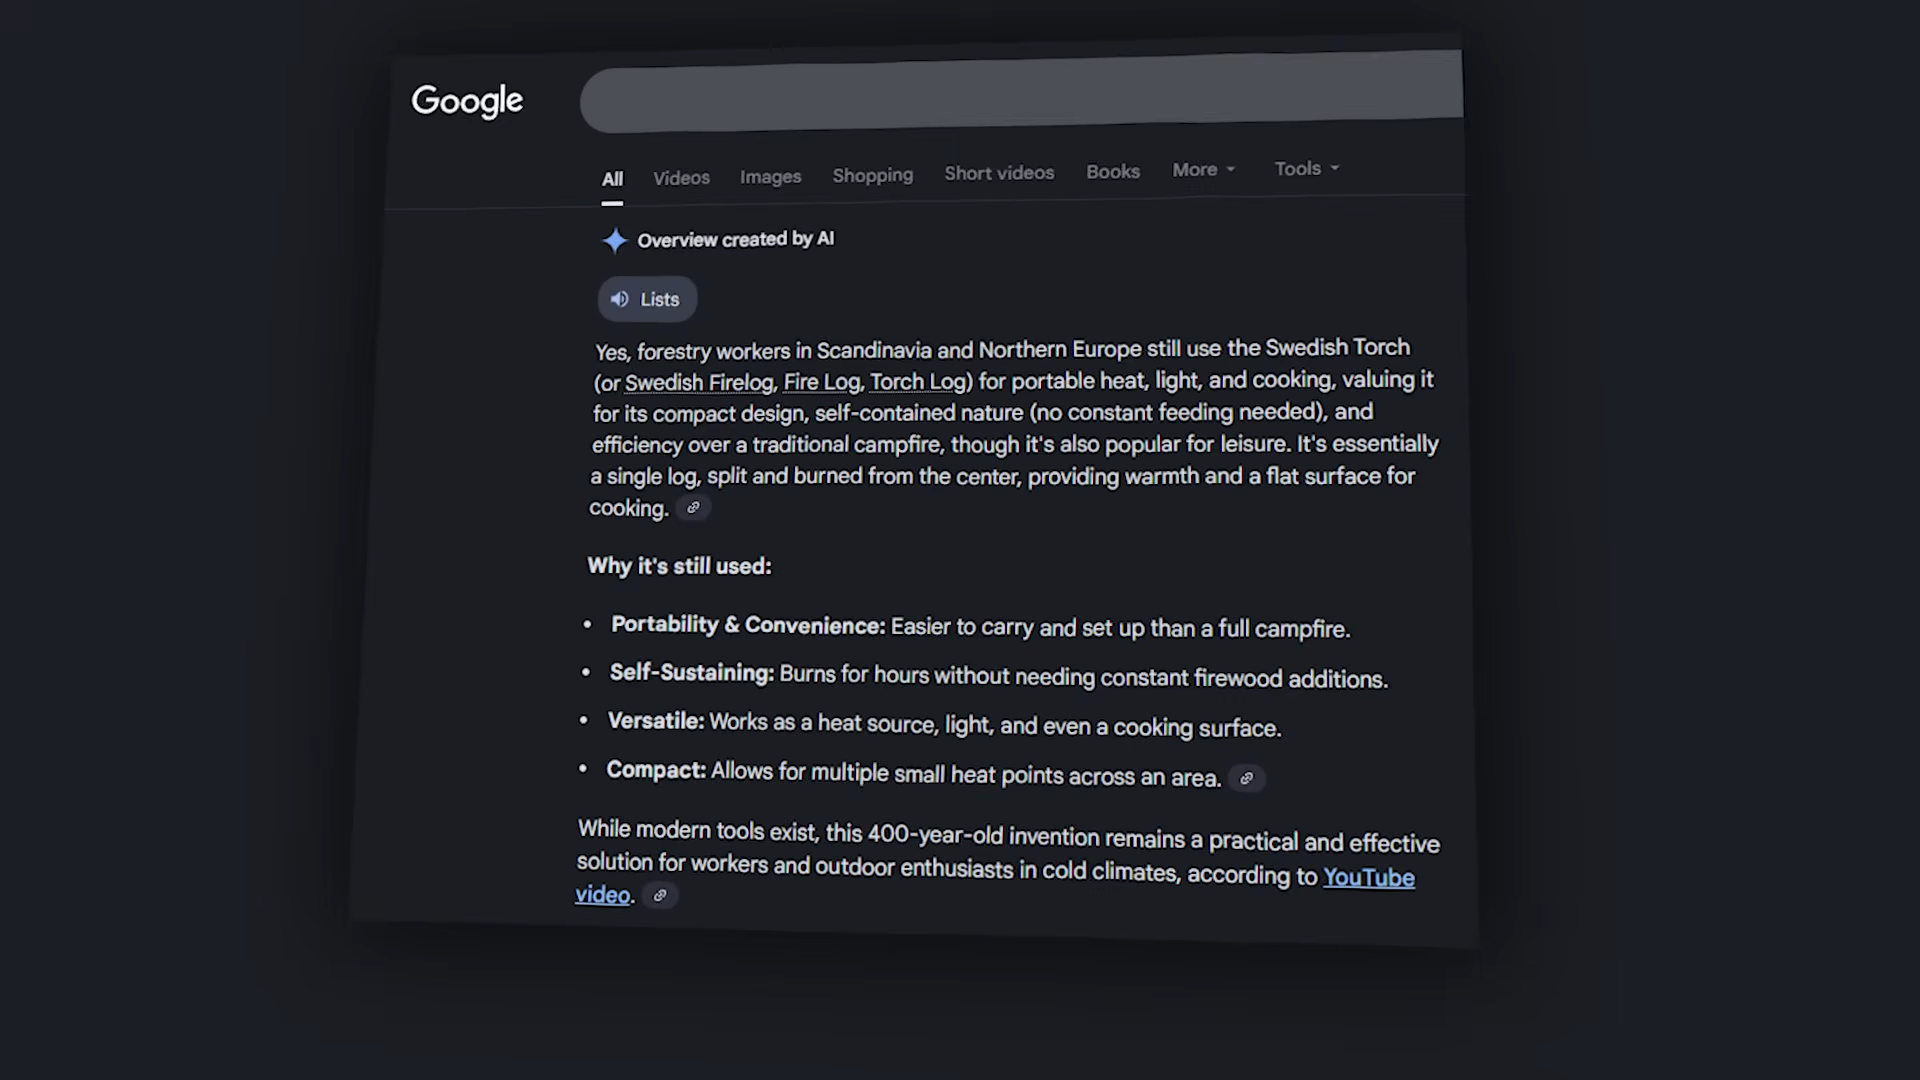 Google
All Videos Images Shopping Short videos Books More Tools
Overview created by AI
Lists
Yes, forestry workers in Scandinavia and Northern Europe still use the Swedish Torch
(or Swedish Firelog, Fire Log, Torch Log) for portable heat, light, and cooking, valuing it
for its compact design, self-contained nature (no constant feeding needed), and
efficiency over a traditional campfire, though it's also popular for leisure. It's essentially
a single log, split and burned from the center, providing warmth and a flat surface for
cooking.
Why it's still used:
• Portability & Convenience: Easier to carry and set up than a full campfire.
• Self-Sustaining: Burns for hours without needing constant firewood additions.
• Versatile: Works as a heat source, light, and even a cooking surface.
• Compact: Allows for multiple small heat points across an area.
While modern tools exist, this 400-year-old invention remains a practical and effective
solution for workers and outdoor enthusiasts in cold climates, according to YouTube
video.